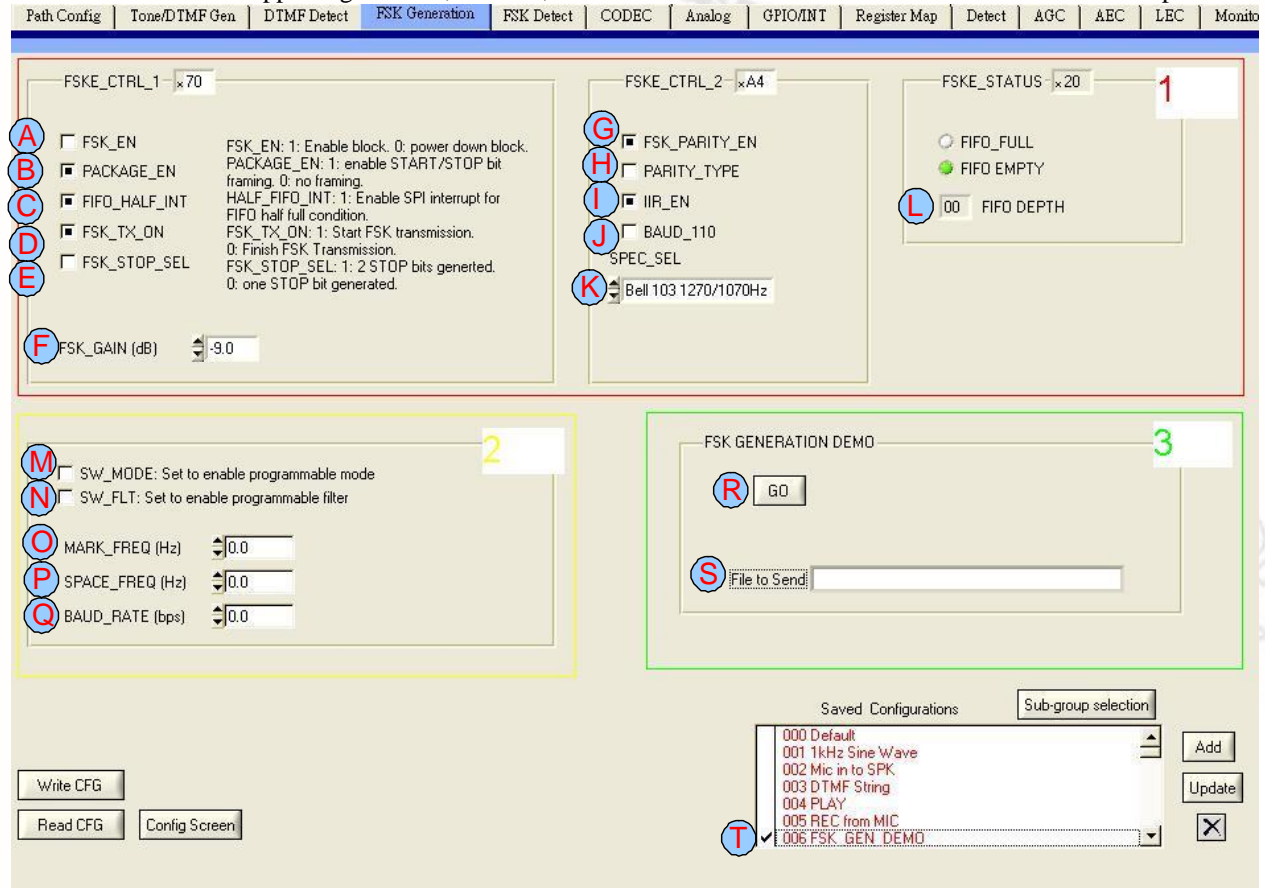 Path Config Tone/DTMF Gen DTMF Detect FSK Generation FSK Detect CODEC Analog GPIO/INT Register Map Detect AGC AEC LEC Monito
FSKE_CTRL_1 x70
A FSK_EN
B PACKAGE_EN
C FIFO_HALF_INT
D FSK_TX_ON
E FSK_STOP_SEL
FSK_EN: 1: Enable block. 0: power down block.
PACKAGE_EN: 1: enable START/STOP bit
framing. 0: no framing.
HALF_FIFO_INT: 1: Enable SPI interrupt for
FIFO half full condition.
FSK_TX_ON: 1: Start FSK transmission.
0: Finish FSK Transmission.
FSK_STOP_SEL: 1: 2 STOP bits generted.
0: one STOP bit generated.
F FSK_GAIN (dB) -9.0
FSKE_CTRL_2 xA4
G FSK_PARITY_EN
H PARITY_TYPE
I IIR_EN
J BAUD_110
SPEC_SEL
K Bell 103 1270/1070Hz
FSKE_STATUS x20
1
FIFO_FULL
FIFO EMPTY
L 00 FIFO DEPTH
2
M SW_MODE: Set to enable programmable mode
N SW_FLT: Set to enable programmable filter
O MARK_FREQ (Hz) 0.0
P SPACE_FREQ (Hz) 0.0
Q BAUD_RATE (bps) 0.0
FSK GENERATION DEMO
3
R GO
S File to Send
Saved Configurations Sub-group selection
000 Default
001 1kHz Sine Wave
002 Mic in to SPK
003 DTMF String
004 PLAY
005 REC from MIC
T 006 FSK_GEN_DEMO
Add
Update
X
Write CFG
Read CFG Config Screen